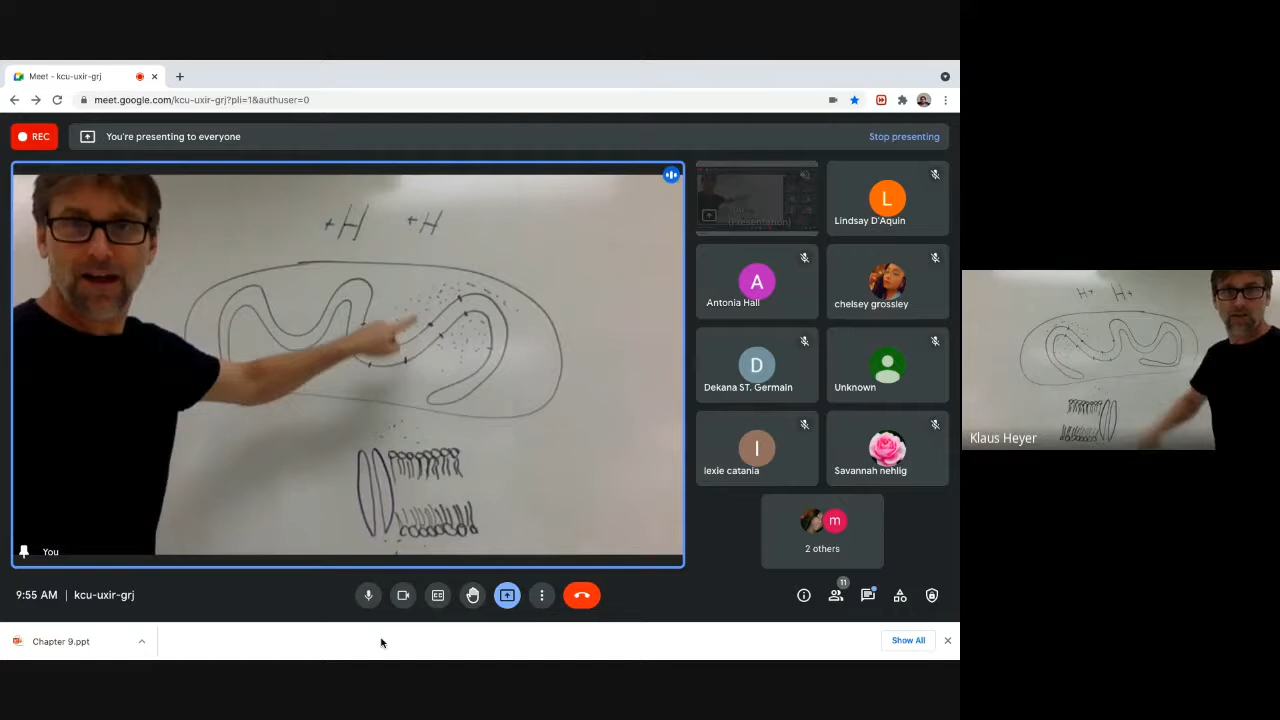 Meet - kcu-uxir-grj
meet.google.com/kcu-uxir-grj?pli=1&authuser=0
REC
You're presenting to everyone
Stop presenting
+H +H
(Presentation)
L
Lindsay D'Aquin
A
Antonia Hall
chelsey grossley
D
Dekana ST. Germain
Unknown
I
lexie catania
Savannah nehlig
m
2 others
You
H+ H+
Klaus Heyer
9:55 AM | kcu-uxir-grj
11
Chapter 9.ppt
Show All